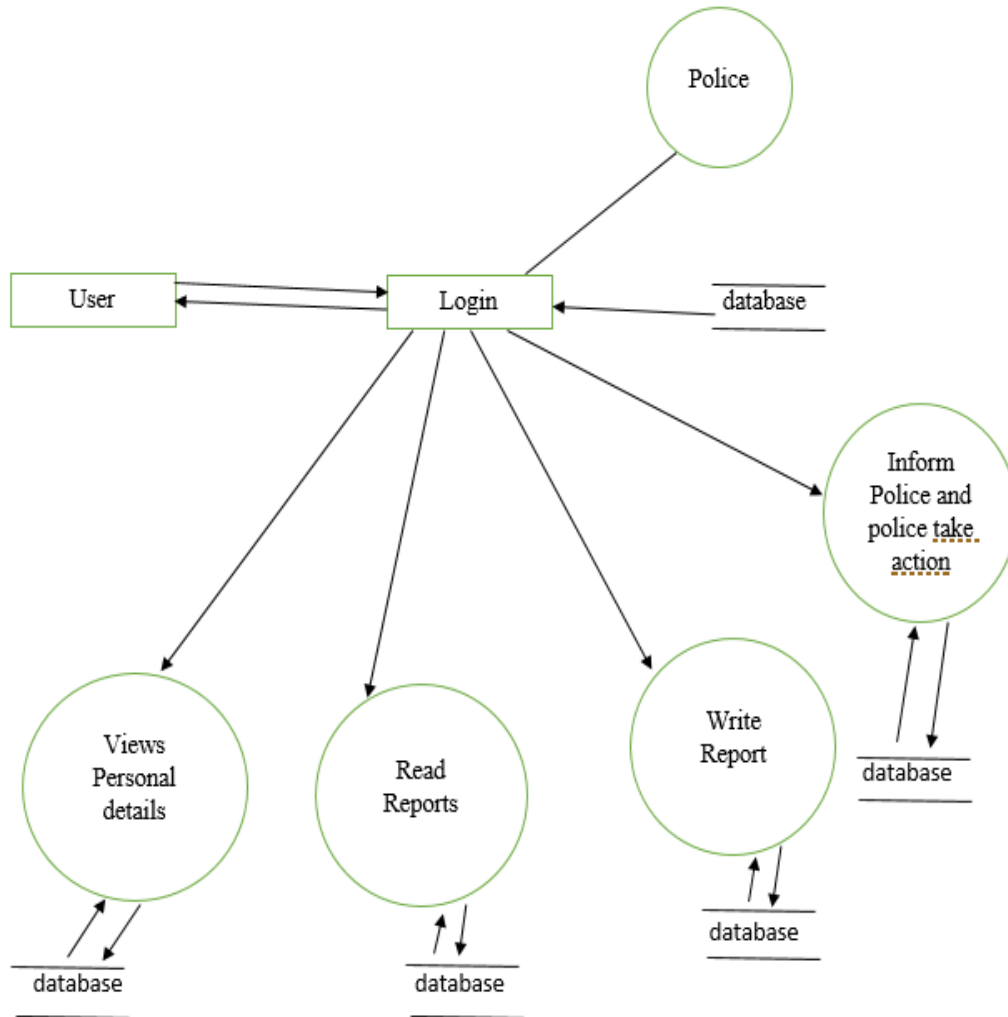 Police
User
Login
database
Inform
Police and
police take
action
Write
Report
Views
Personal
details
Read
Reports
database
database
database
database